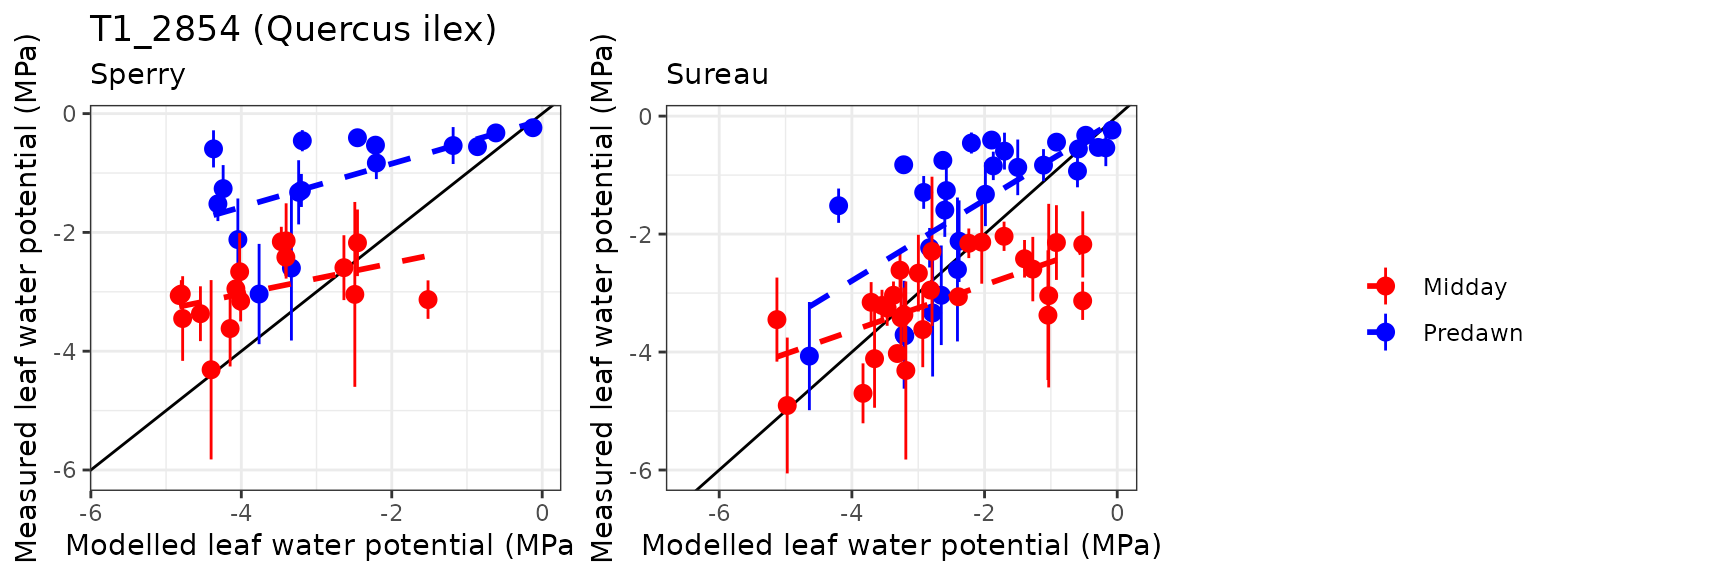 T1_2854 (Quercus ilex)
Sperry
Measured leaf water potential (MPa)
0
-2
-4
-6
-6
-4
-2
0
Modelled leaf water potential (MPa
Sureau
Measured leaf water potential (MPa)
0
-2
-4
-6
-6
-4
-2
0
Modelled leaf water potential (MPa)
Midday
Predawn